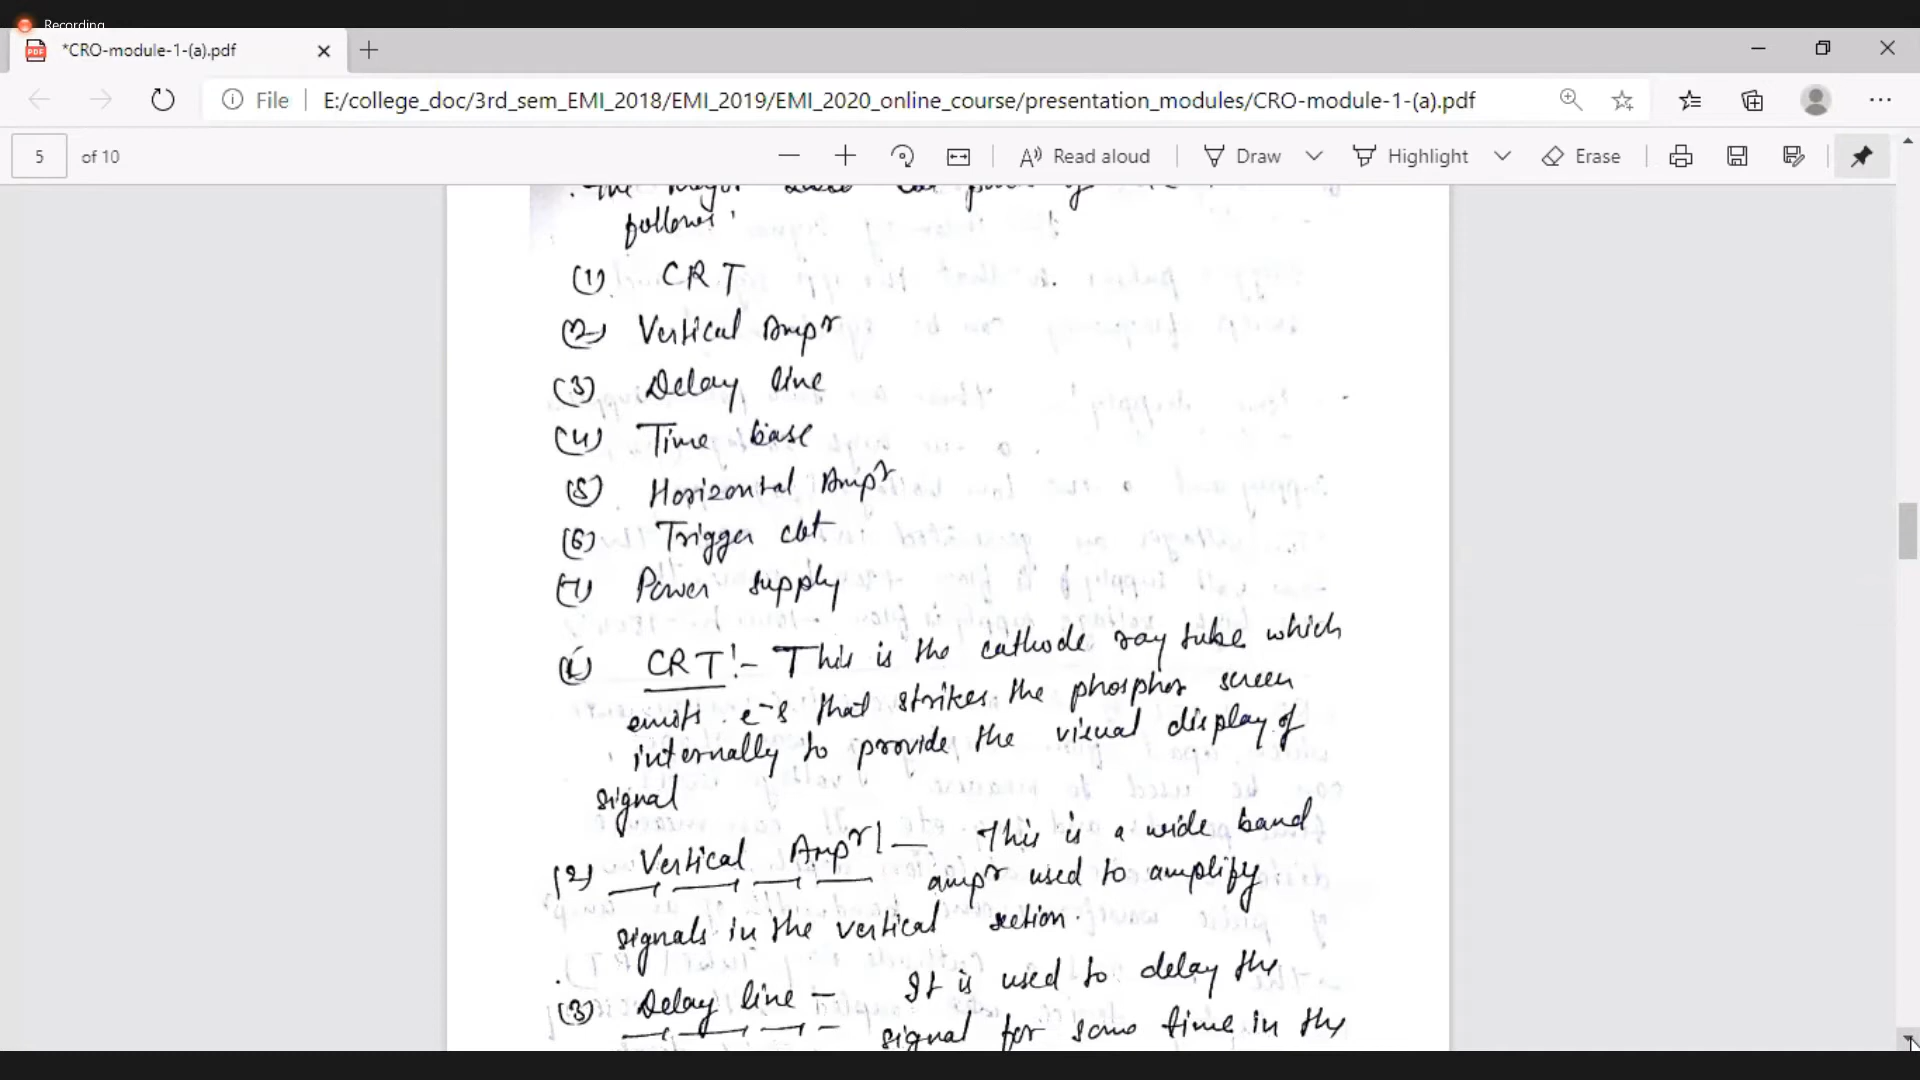 Recording
*CRO-module-1-(a).pdf
File E:/college_doc/3rd_sem_EMI_2018/EMI_2019/EMI_2020_online_course/presentation_modules/CRO-module-1-(a).pdf
5 of 10 Read aloud Draw Highlight Erase
The major
follows
(1) CRT
(2) Vertical Ampr
(3) Delay line
(4) Time base
(5) Horizontal Ampr
(6) Trigger ckt
(7) Power supply
CRT!- This is the cathode ray tube which
emits e-s that strikes the phosphor screen
internally to provide the visual display of
signal
(2) Vertical Ampr!- This is a wide band
ampr used to amplify
signals in the vertical section.
(3) Delay line - It is used to delay the
signal for some time in the